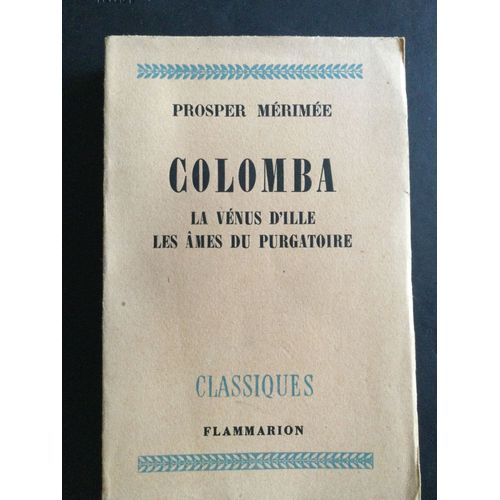 PROSPER MÉRIMÉE
COLOMBA
LA VÉNUS D'ILLE
LES ÂMES DU PURGATOIRE
CLASSIQUES
FLAMMARION